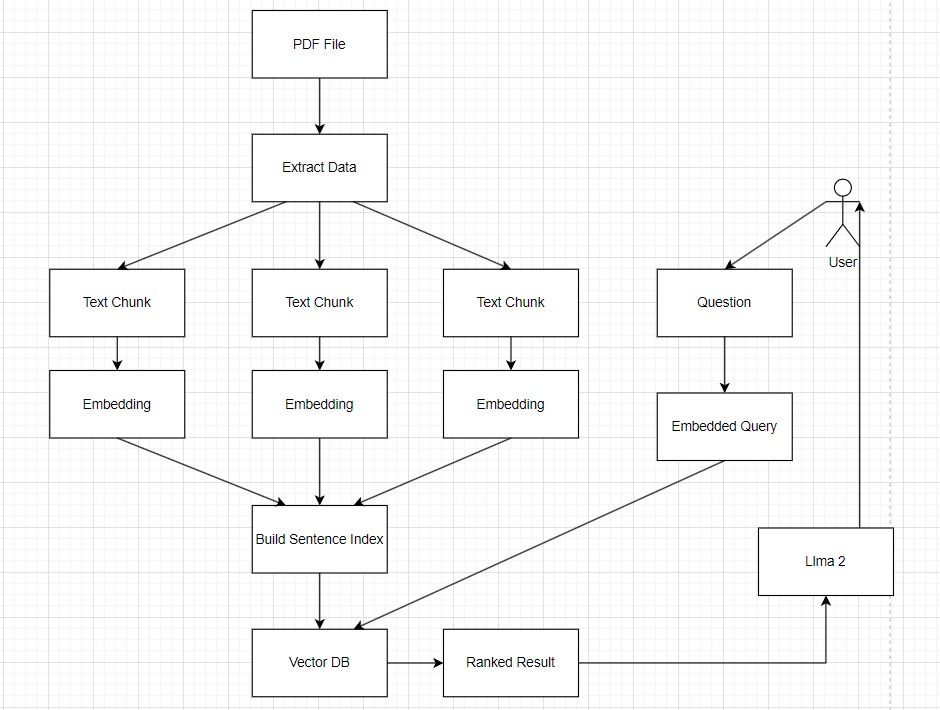 PDF File
Extract Data
Text Chunk
Text Chunk
Text Chunk
Question
User
Embedding
Embedding
Embedding
Embedded Query
Build Sentence Index
Llma 2
Vector DB
Ranked Result